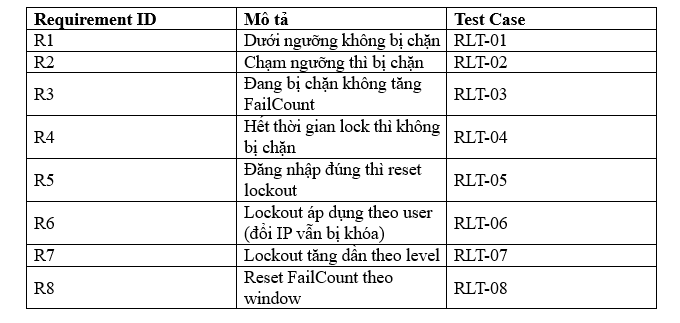 Requirement ID Mô tả Test Case
R1 Dưới ngưỡng không bị chặn RLT-01
R2 Chạm ngưỡng thì bị chặn RLT-02
R3 Đang bị chặn không tăng RLT-03
FailCount
R4 Hết thời gian lock thì không RLT-04
bị chặn
R5 Đăng nhập đúng thì reset RLT-05
lockout
R6 Lockout áp dụng theo user RLT-06
(đổi IP vẫn bị khóa)
R7 Lockout tăng dần theo level RLT-07
R8 Reset FailCount theo RLT-08
window